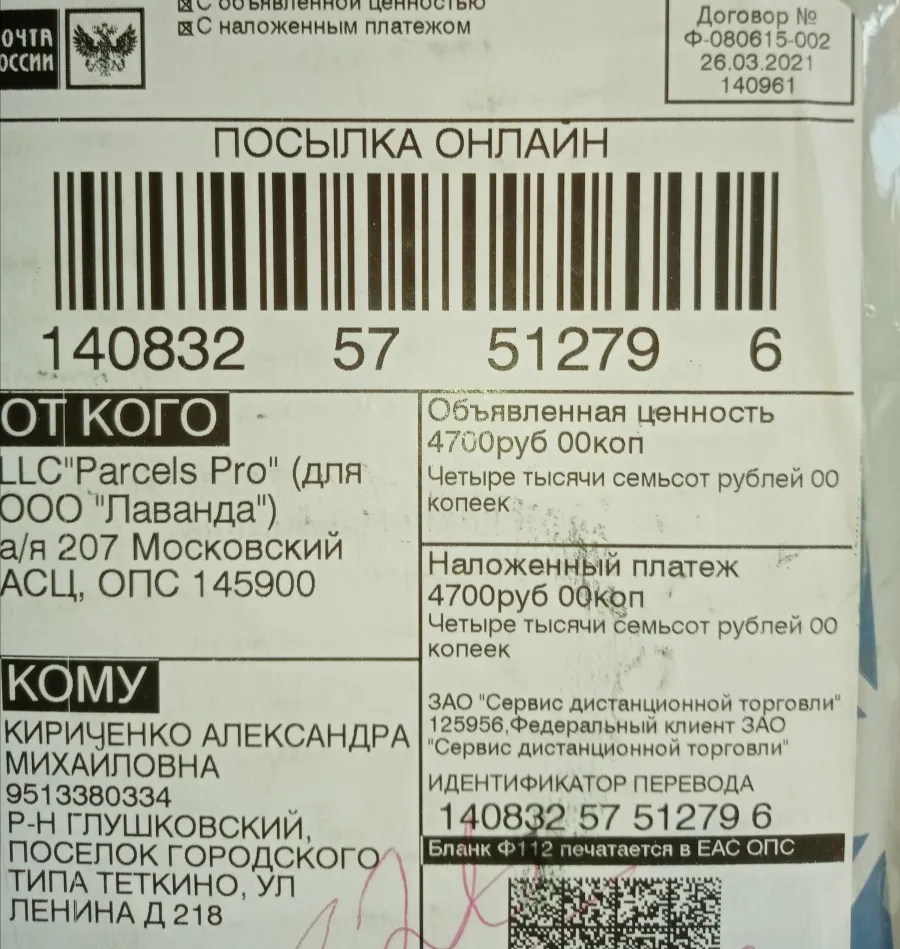 С объявленной ценностью
С наложенным платежом
ПОЧТА
РОССИИ
Договор №
Ф-080615-002
26.03.2021
140961
ПОСЫЛКА ОНЛАЙН
140832 57 51279 6
ОТ КОГО
LLC"Parcels Pro" (для
ООО "Лаванда")
а/я 207 Московский
АСЦ, ОПС 145900
Объявленная ценность
4700руб 00коп
Четыре тысячи семьсот рублей 00
копеек
Наложенный платеж
4700руб 00коп
Четыре тысячи семьсот рублей 00
копеек
КОМУ
КИРИЧЕНКО АЛЕКСАНДРА
МИХАЙЛОВНА
9513380334
Р-Н ГЛУШКОВСКИЙ,
ПОСЕЛОК ГОРОДСКОГО
ТИПА ТЕТКИНО, УЛ
ЛЕНИНА Д 218
ЗАО "Сервис дистанционной торговли"
125956,Федеральный клиент ЗАО
"Сервис дистанционной торговли"
ИДЕНТИФИКАТОР ПЕРЕВОДА
140832 57 51279 6
Бланк Ф112 печатается в ЕАС ОПС